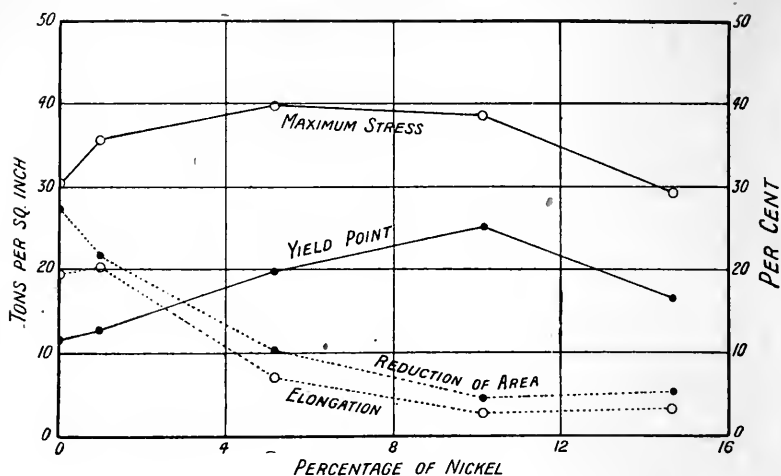 50
40
30
20
10
0
TONS PER SQ. INCH
MAXIMUM STRESS
YIELD POINT
REDUCTION OF AREA
ELONGATION
50
40
30
20
10
0
PER CENT
0
4
8
12
16
PERCENTAGE OF NICKEL